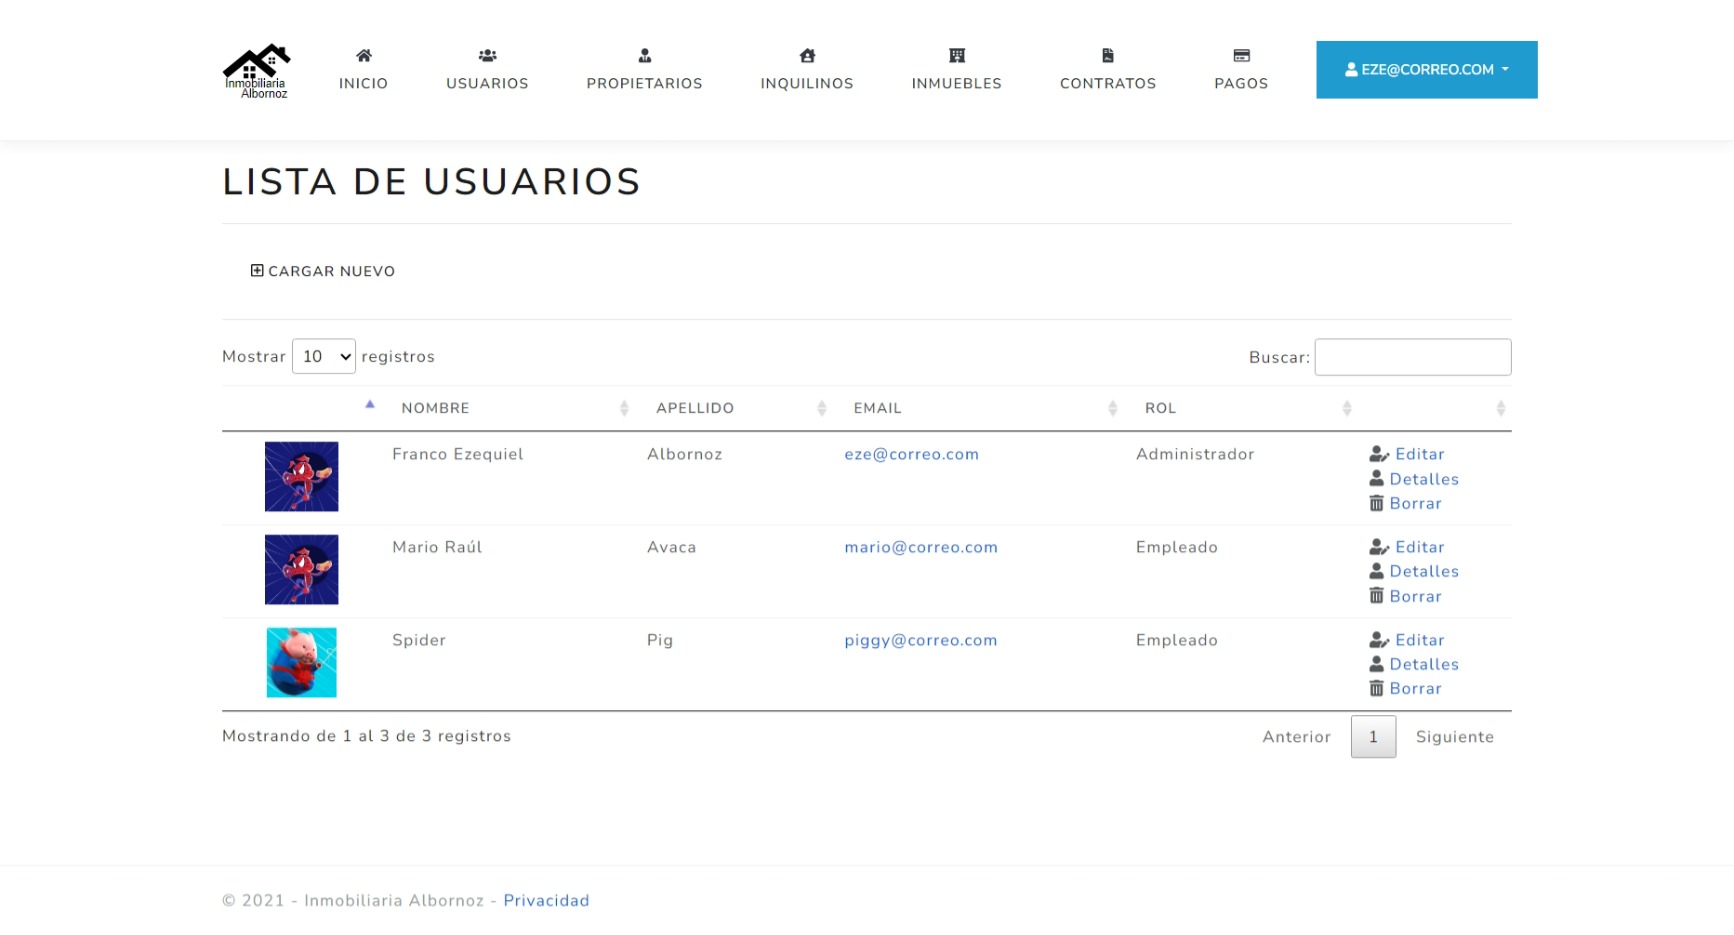 Inmobiliaria
Albornoz
INICIO
USUARIOS
PROPIETARIOS
INQUILINOS
INMUEBLES
CONTRATOS
PAGOS
EZE@CORREO.COM
LISTA DE USUARIOS
CARGAR NUEVO
Mostrar 10 registros
Buscar:
NOMBRE APELLIDO EMAIL ROL
Franco Ezequiel Albornoz eze@correo.com Administrador Editar
Detalles
Borrar
Mario Raúl Avaca mario@correo.com Empleado Editar
Detalles
Borrar
Spider Pig piggy@correo.com Empleado Editar
Detalles
Borrar
Mostrando de 1 al 3 de 3 registros
Anterior 1 Siguiente
© 2021 - Inmobiliaria Albornoz - Privacidad